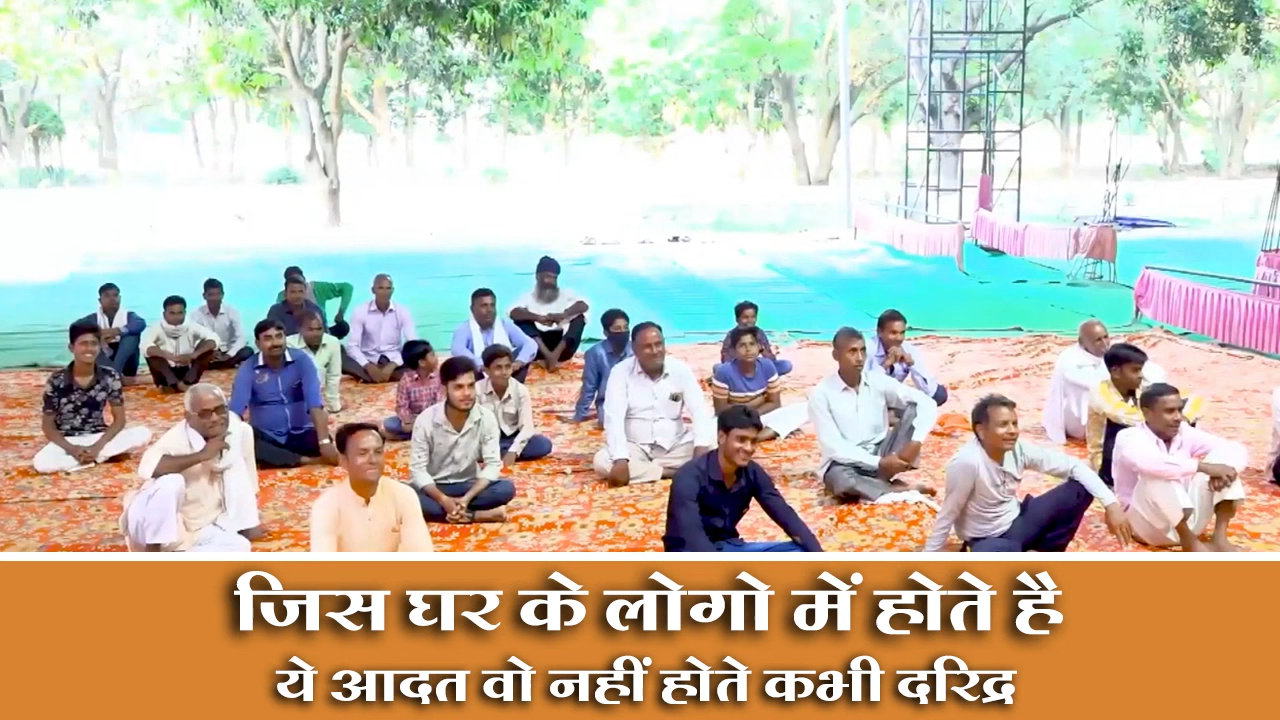 जिस घर के लोगो में होते है
ये आदत वो नहीं होते कभी दरिद्र